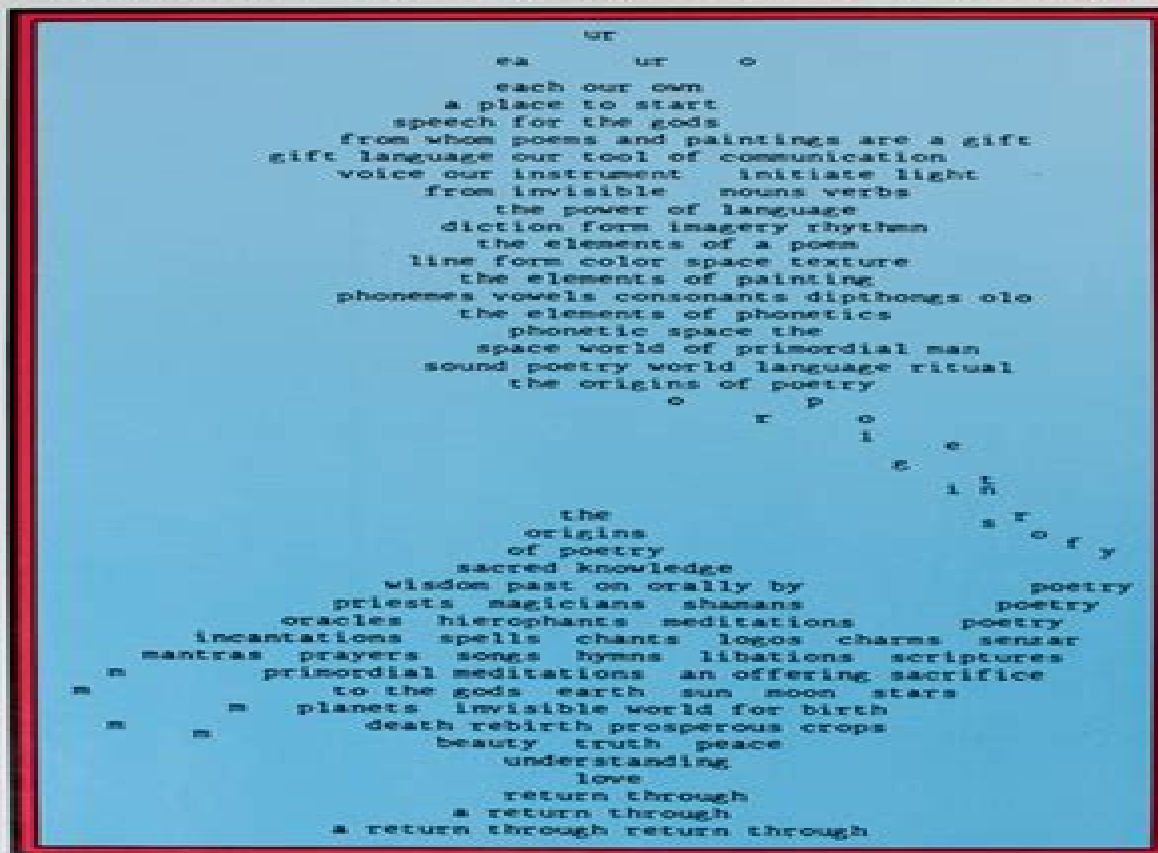 ur
ea ur o
each our own
a place to start
speech for the gods
from whom poems and paintings are a gift
gift language our tool of communication
voice our instrument initiate light
from invisible nouns verbs
the power of language
diction form imagery rhythmn
the elements of a poem
line form color space texture
the elements of painting
phonemes vowels consonants dipthongs olo
the elements of phonetics
phonetic space the
space world of primordial man
sound poetry world language ritual
the origins of poetry
o p
r o
i
e
g
t
i n
the
s r
origins o
of poetry f y
sacred knowledge
wisdom past on orally by poetry
priests magicians shamans poetry
oracles hierophants meditations poetry
incantations spells chants logos charms senzar
mantras prayers songs hymns libations scriptures
m primordial meditations an offering sacrifice
m to the gods earth sun moon stars
m planets invisible world for birth
m death rebirth prosperous crops
m
beauty truth peace
understanding
love
return through
a return through
a return through return through